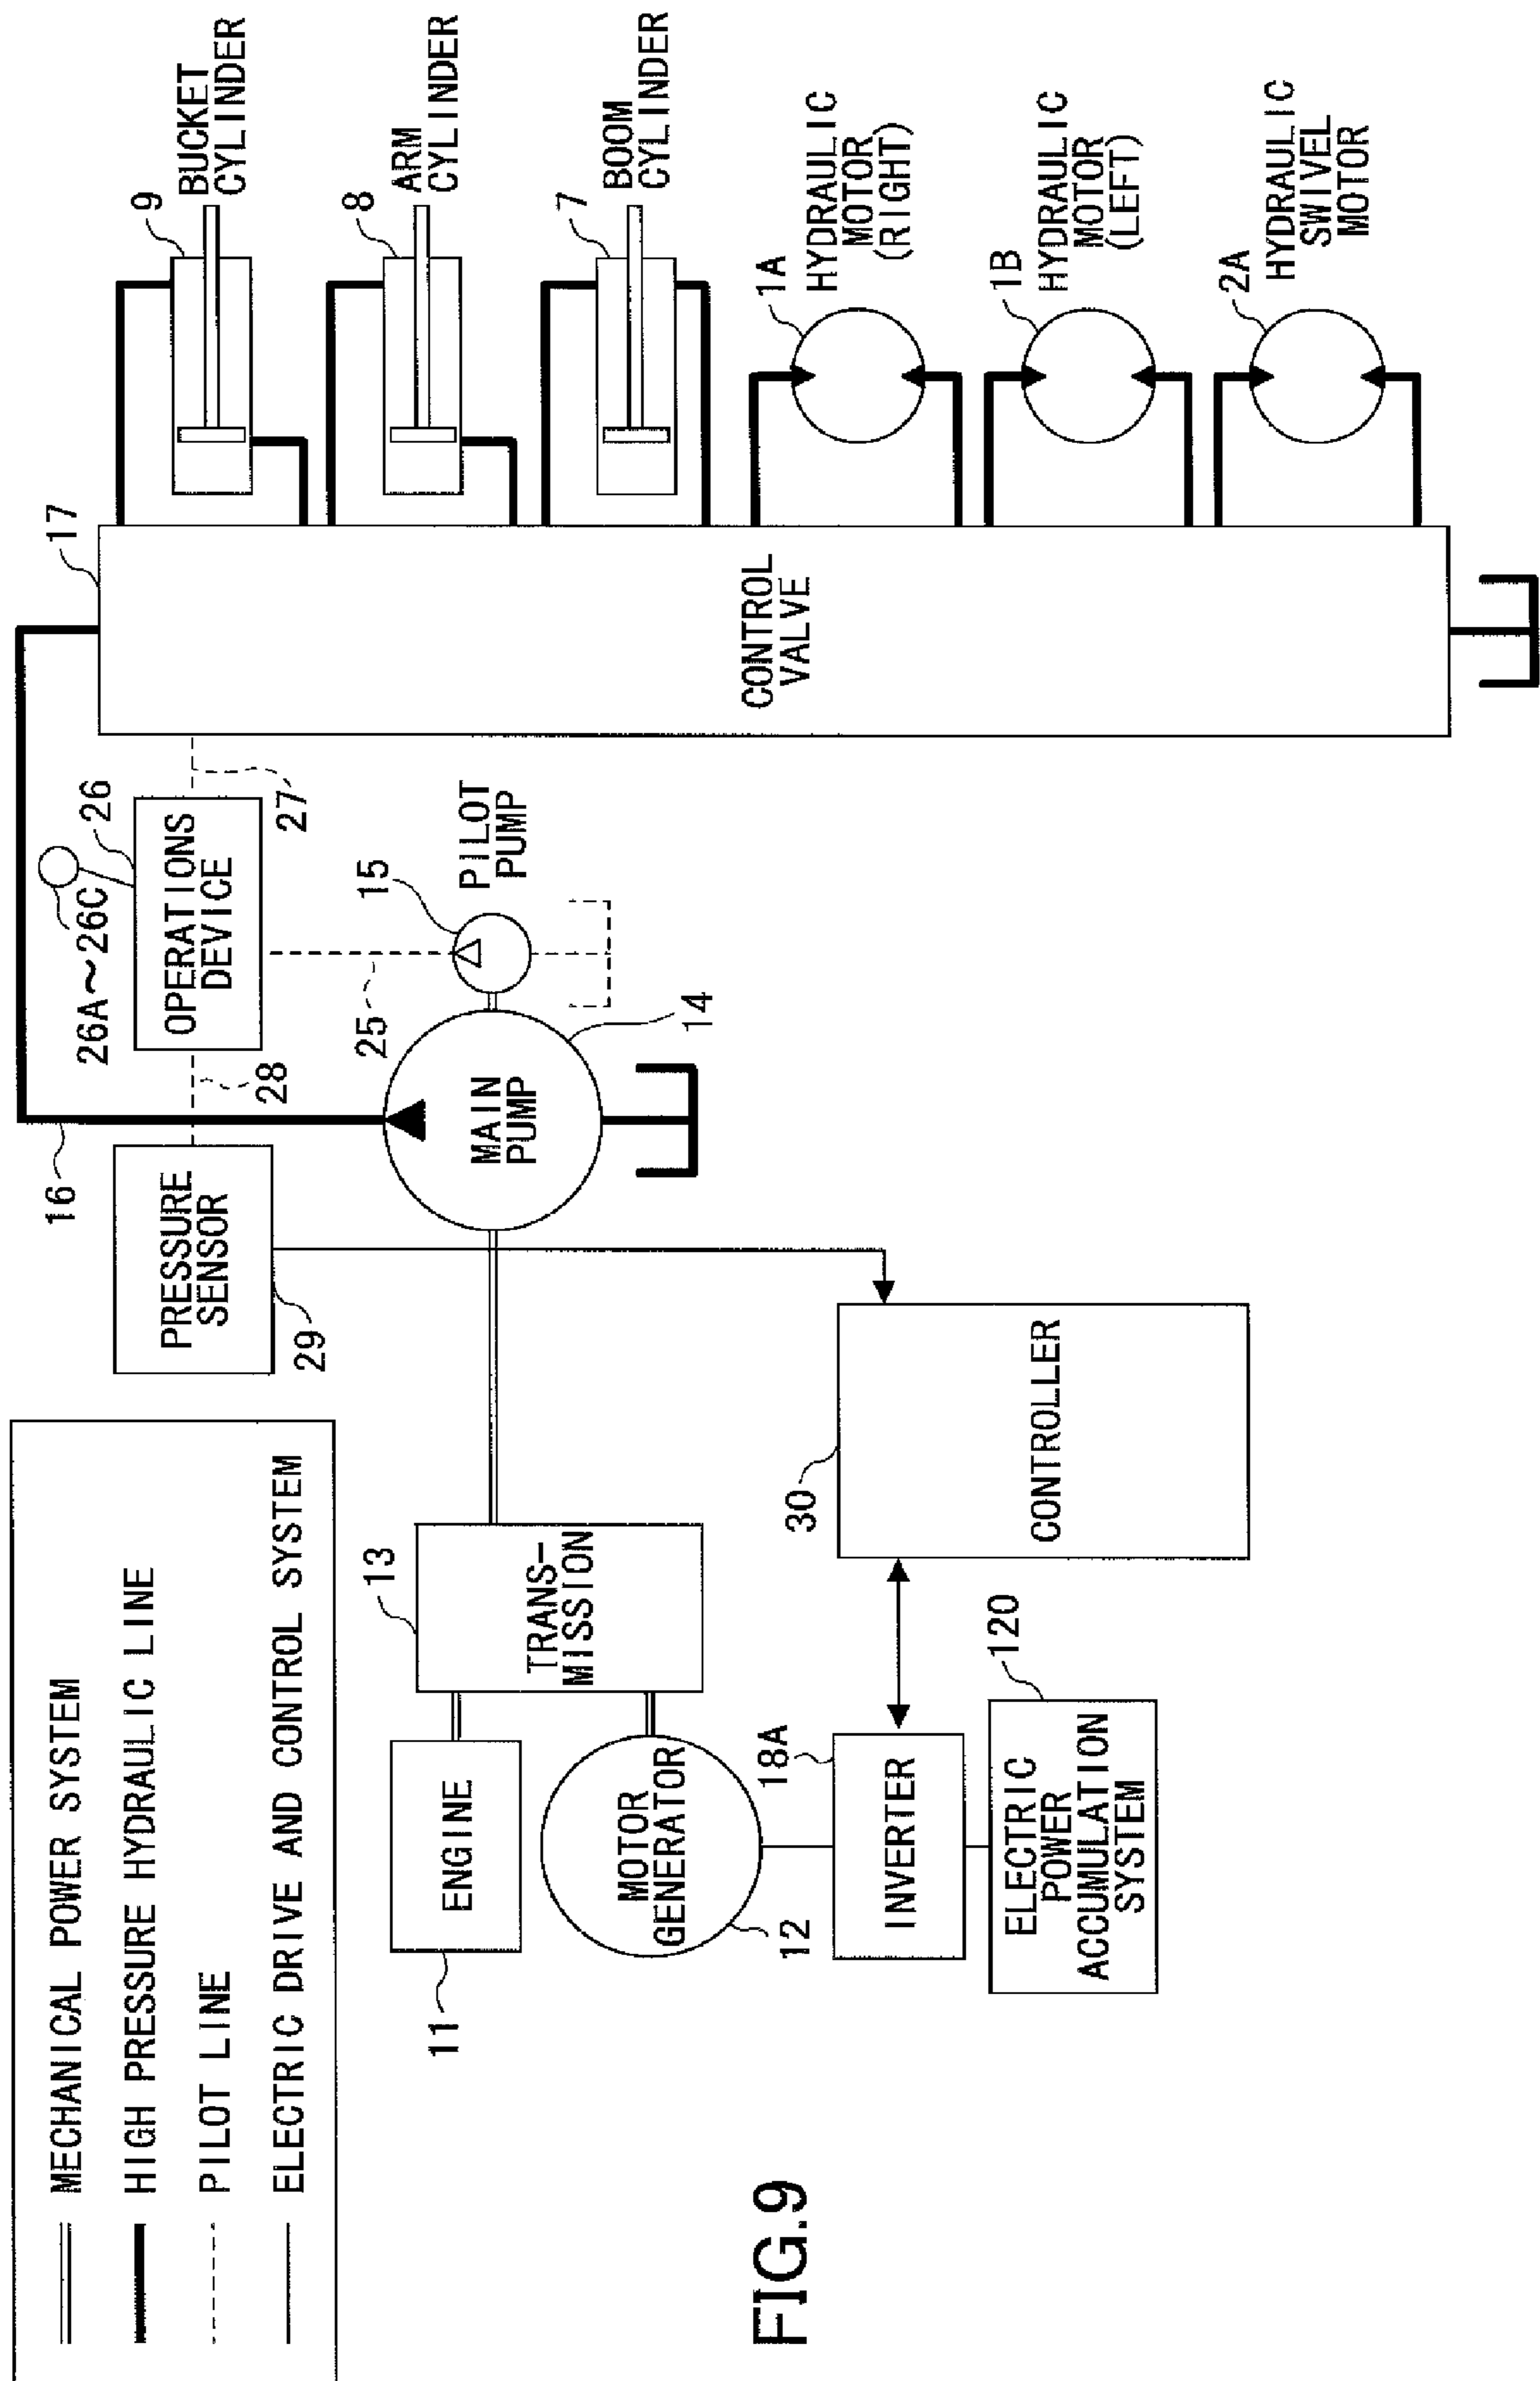 MECHANICAL POWER SYSTEM
HIGH PRESSURE HYDRAULIC LINE
PILOT LINE
ELECTRIC DRIVE AND CONTROL SYSTEM
FIG.9
11
ENGINE
12
MOTOR
GENERATOR
13
TRANS-
MISSION
18A
INVERTER
120
ELECTRIC
POWER
ACCUMULATION
SYSTEM
30
CONTROLLER
29
PRESSURE
SENSOR
16
28
14
MAIN
PUMP
15
PILOT
PUMP
25
26A~26C
26
OPERATIONS
DEVICE
27
17
CONTROL
VALVE
9
BUCKET
CYLINDER
8
ARM
CYLINDER
7
BOOM
CYLINDER
1A
HYDRAULIC
MOTOR
(RIGHT)
1B
HYDRAULIC
MOTOR
(LEFT)
2A
HYDRAULIC
SWIVEL
MOTOR